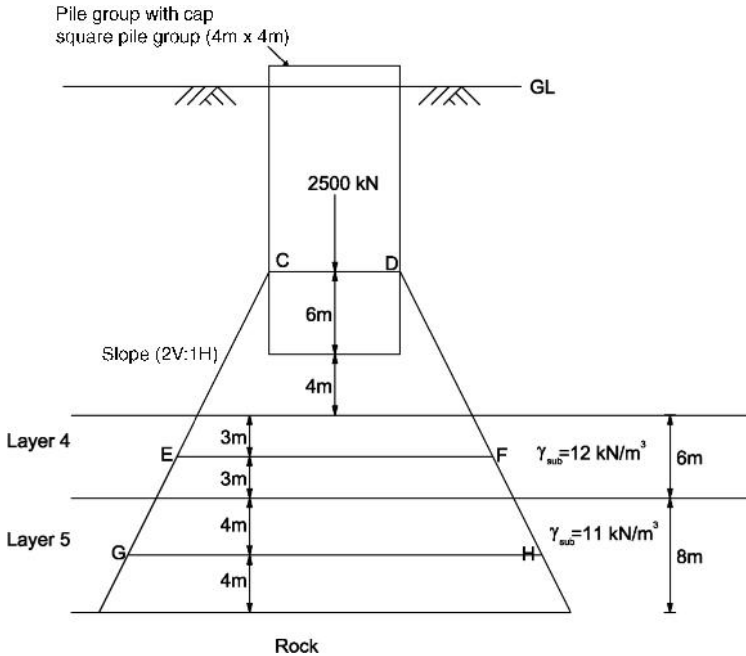 Pile group with cap
square pile group (4m x 4m)
GL
2500 kN
C
D
6m
Slope (2V:1H)
4m
Layer 4
3m
E
F
γsub=12 kN/m³
6m
3m
Layer 5
4m
γsub=11 kN/m³
G
H
8m
4m
Rock